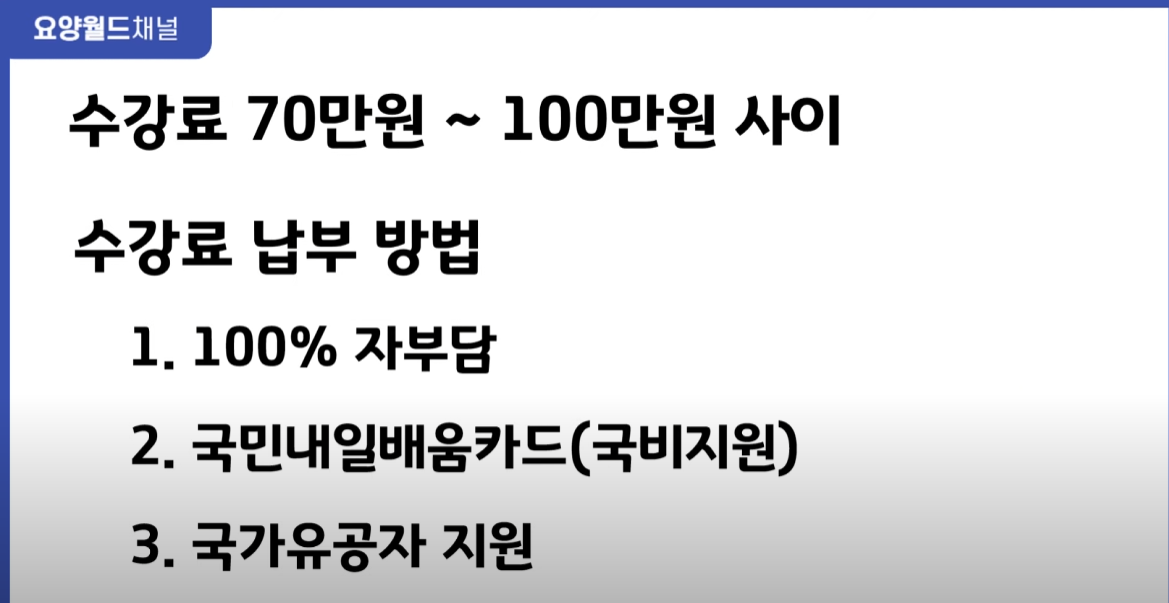 요양월드채널
수강료 70만원 ~ 100만원 사이
수강료 납부 방법
1. 100% 자부담
2. 국민내일배움카드(국비지원)
3. 국가유공자 지원